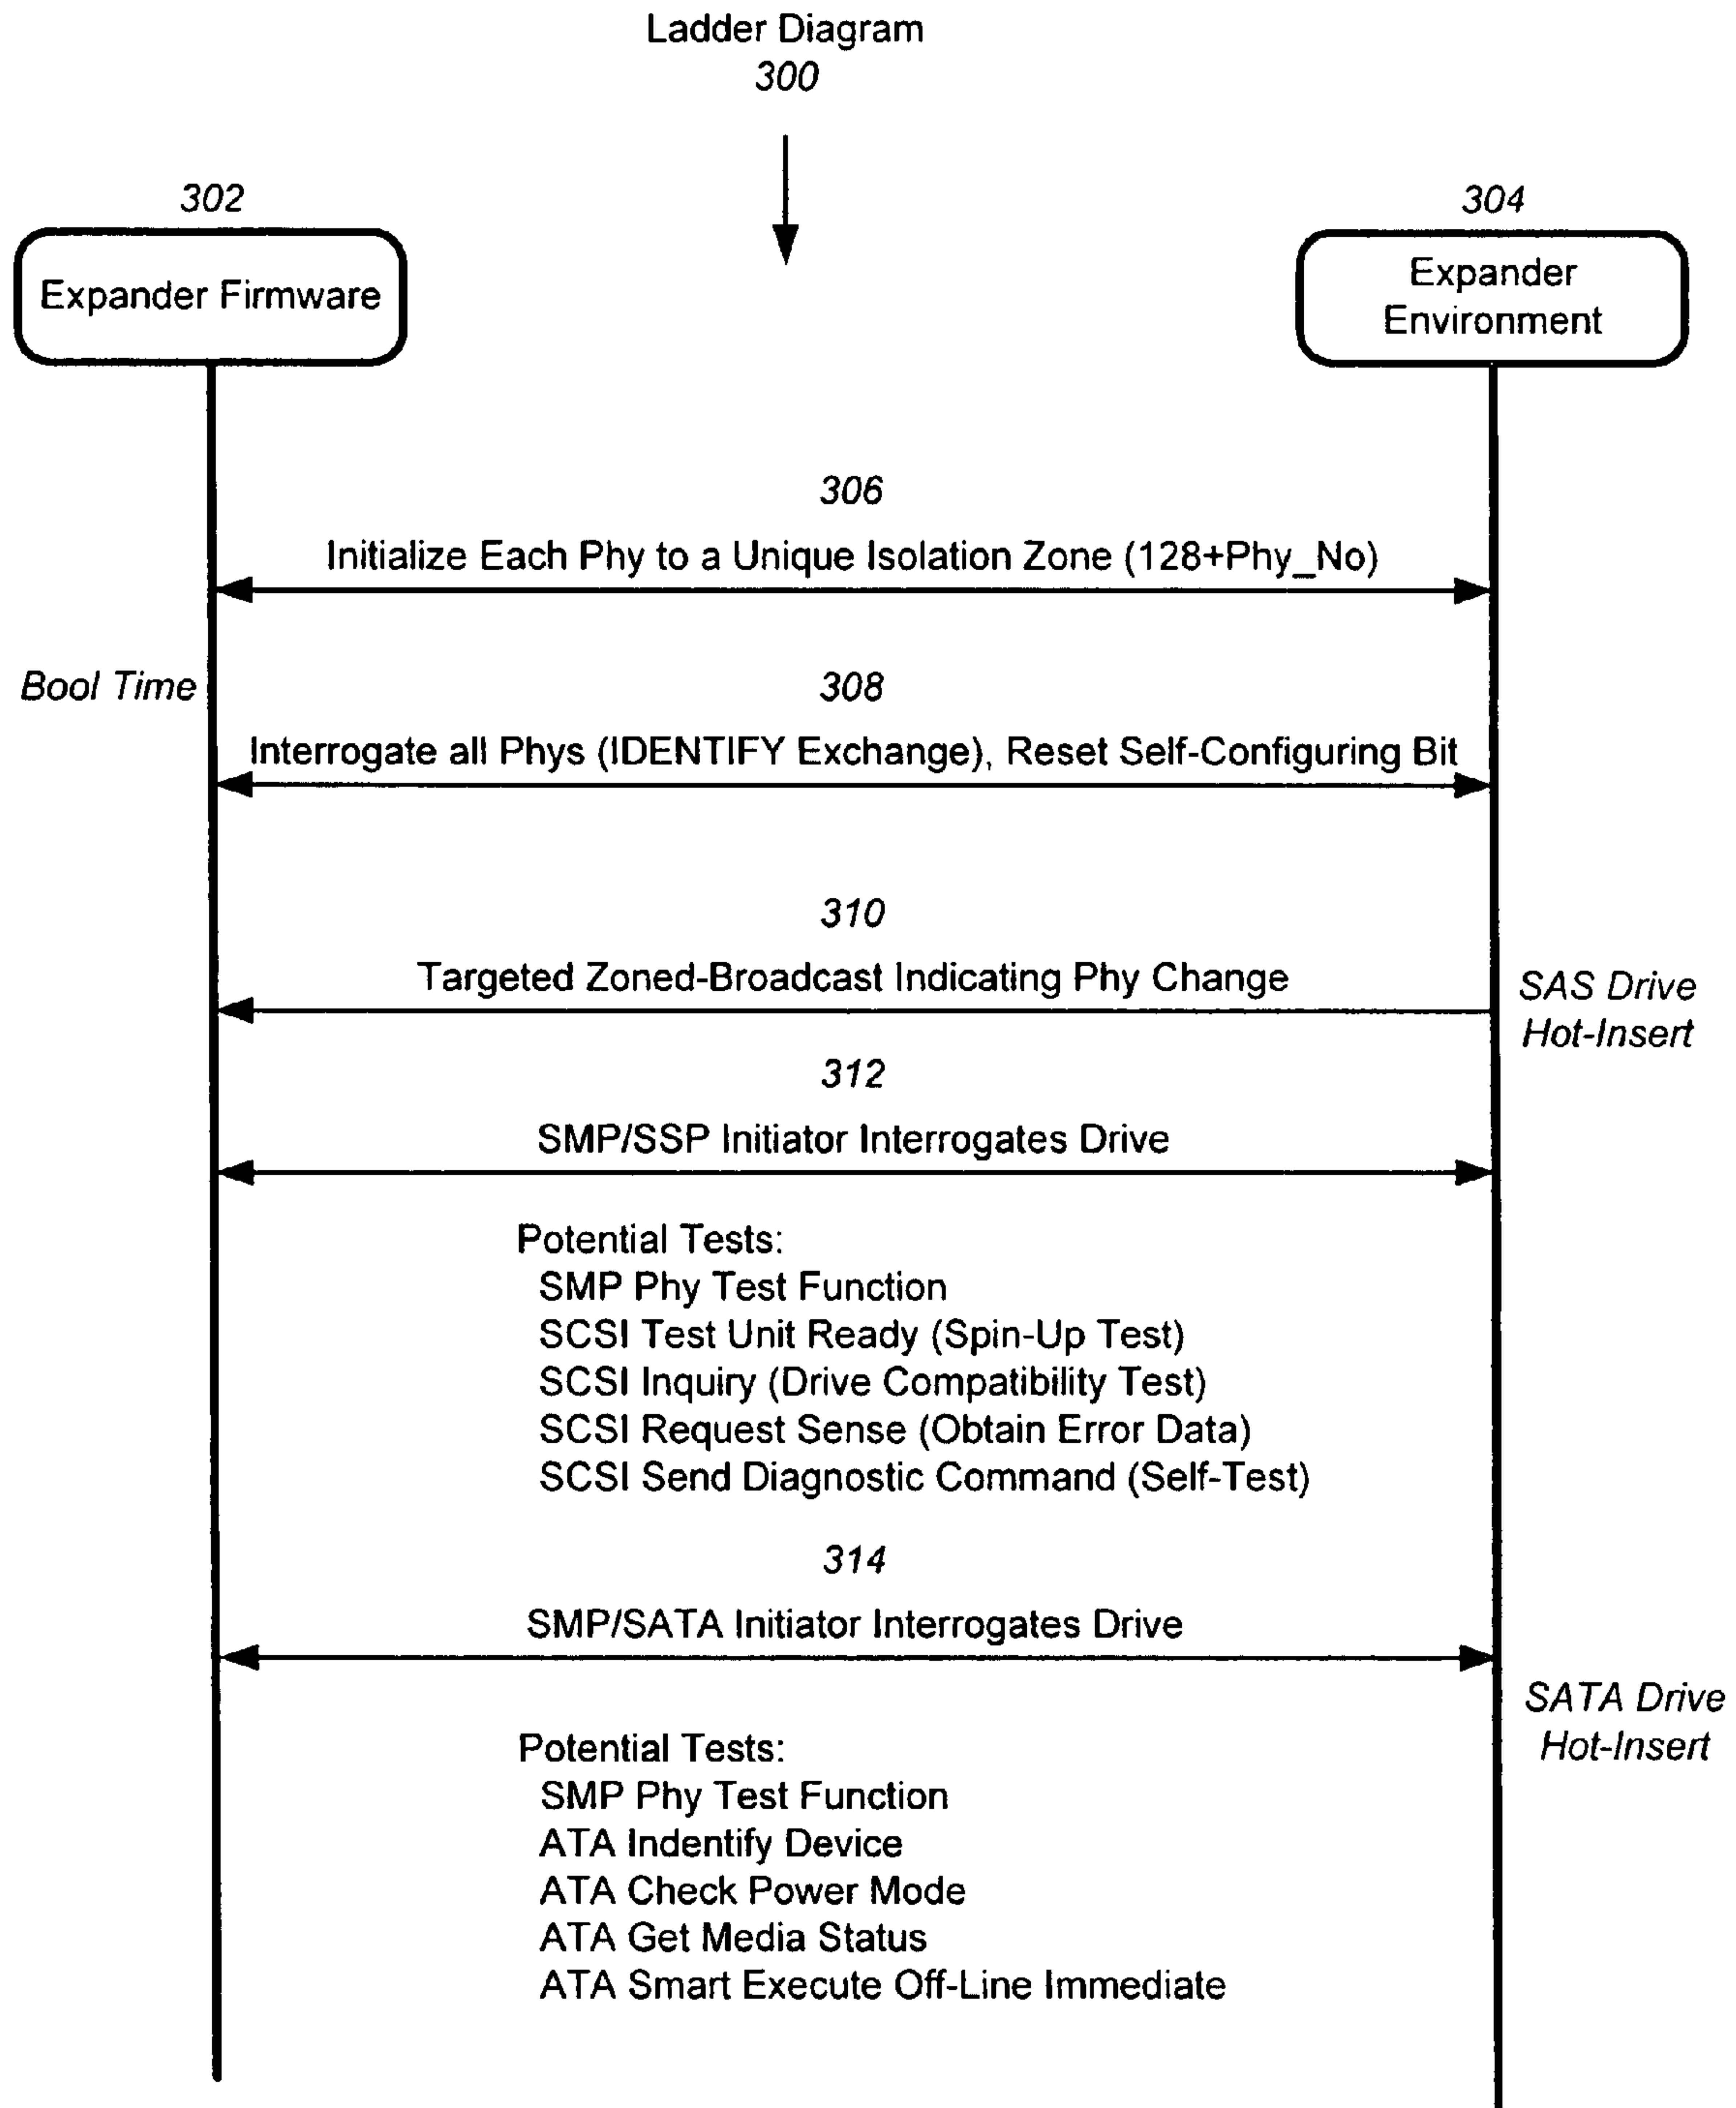 Ladder Diagram
300
302
304
Expander Firmware
Expander
Environment
306
Initialize Each Phy to a Unique Isolation Zone (128+Phy_No)
Bool Time
308
Interrogate all Phys (IDENTIFY Exchange), Reset Self-Configuring Bit
310
Targeted Zoned-Broadcast Indicating Phy Change
SAS Drive
Hot-Insert
312
SMP/SSP Initiator Interrogates Drive
Potential Tests:
SMP Phy Test Function
SCSI Test Unit Ready (Spin-Up Test)
SCSI Inquiry (Drive Compatibility Test)
SCSI Request Sense (Obtain Error Data)
SCSI Send Diagnostic Command (Self-Test)
314
SMP/SATA Initiator Interrogates Drive
SATA Drive
Hot-Insert
Potential Tests:
SMP Phy Test Function
ATA Indentify Device
ATA Check Power Mode
ATA Get Media Status
ATA Smart Execute Off-Line Immediate